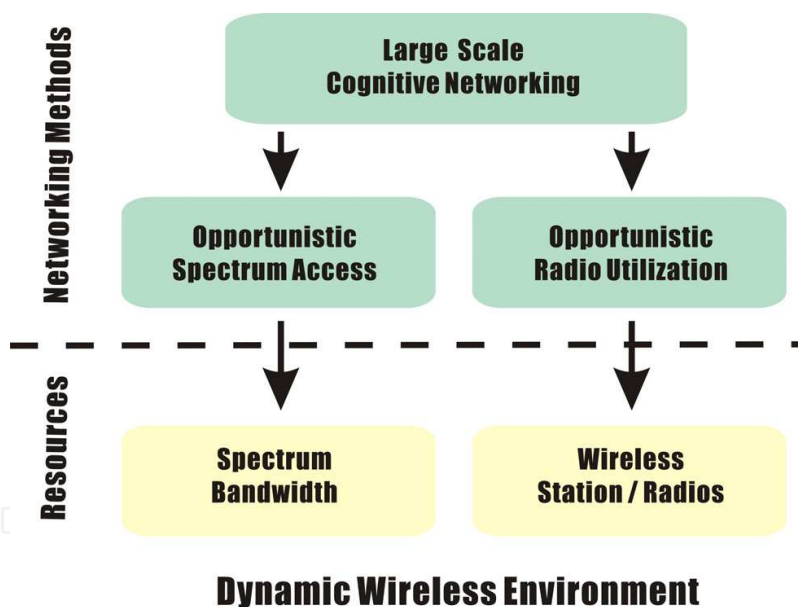 Networking Methods
Large Scale
Cognitive Networking
Opportunistic
Spectrum Access
Opportunistic
Radio Utilization
Resources
Spectrum
Bandwidth
Wireless
Station / Radios
Dynamic Wireless Environment